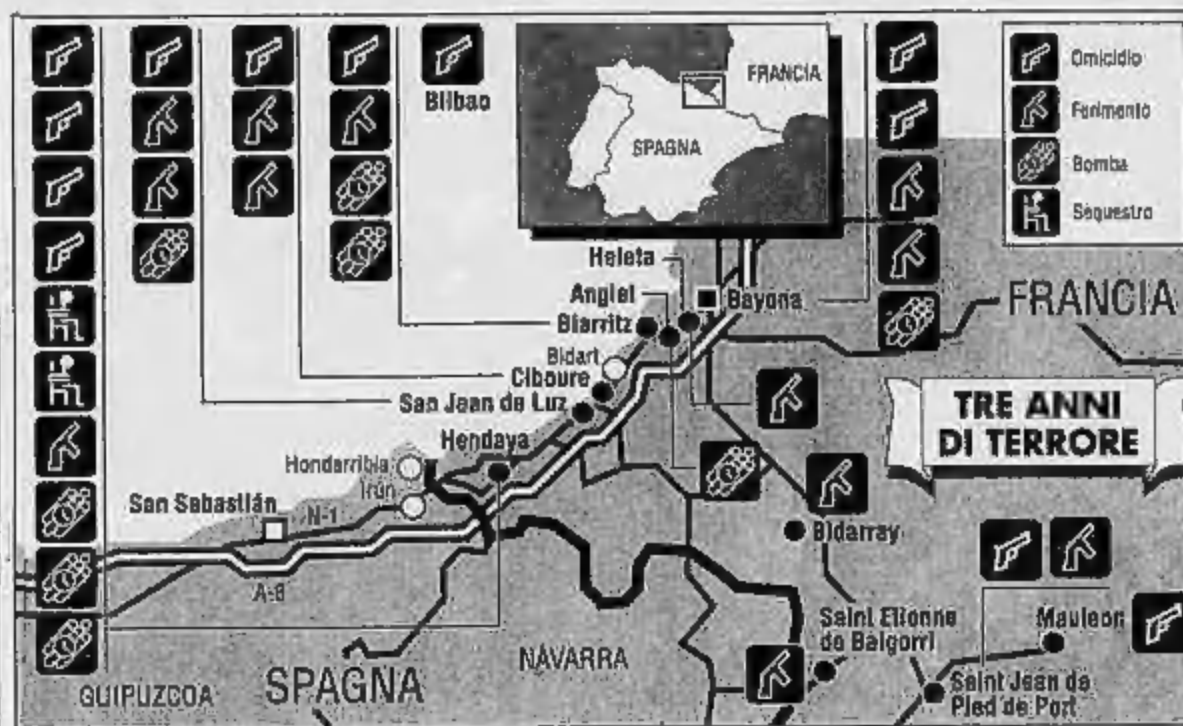 Bilbao
FRANCIA
SPAGNA
Omicidio
Ferimento
Bomba
Sequestro
Heleta
Anglet
Bayona
Biarritz
Bidart
Ciboure
San Jean de Luz
Hendaya
Hondarribia
Irún
San Sebastián
N-1
A-8
FRANCIA
TRE ANNI
DI TERRORE
Bidarray
Saint Etienne
de Baigorri
Mauleon
Saint Jean de
Pied de Port
NAVARRA
GUIPUZCOA
SPAGNA